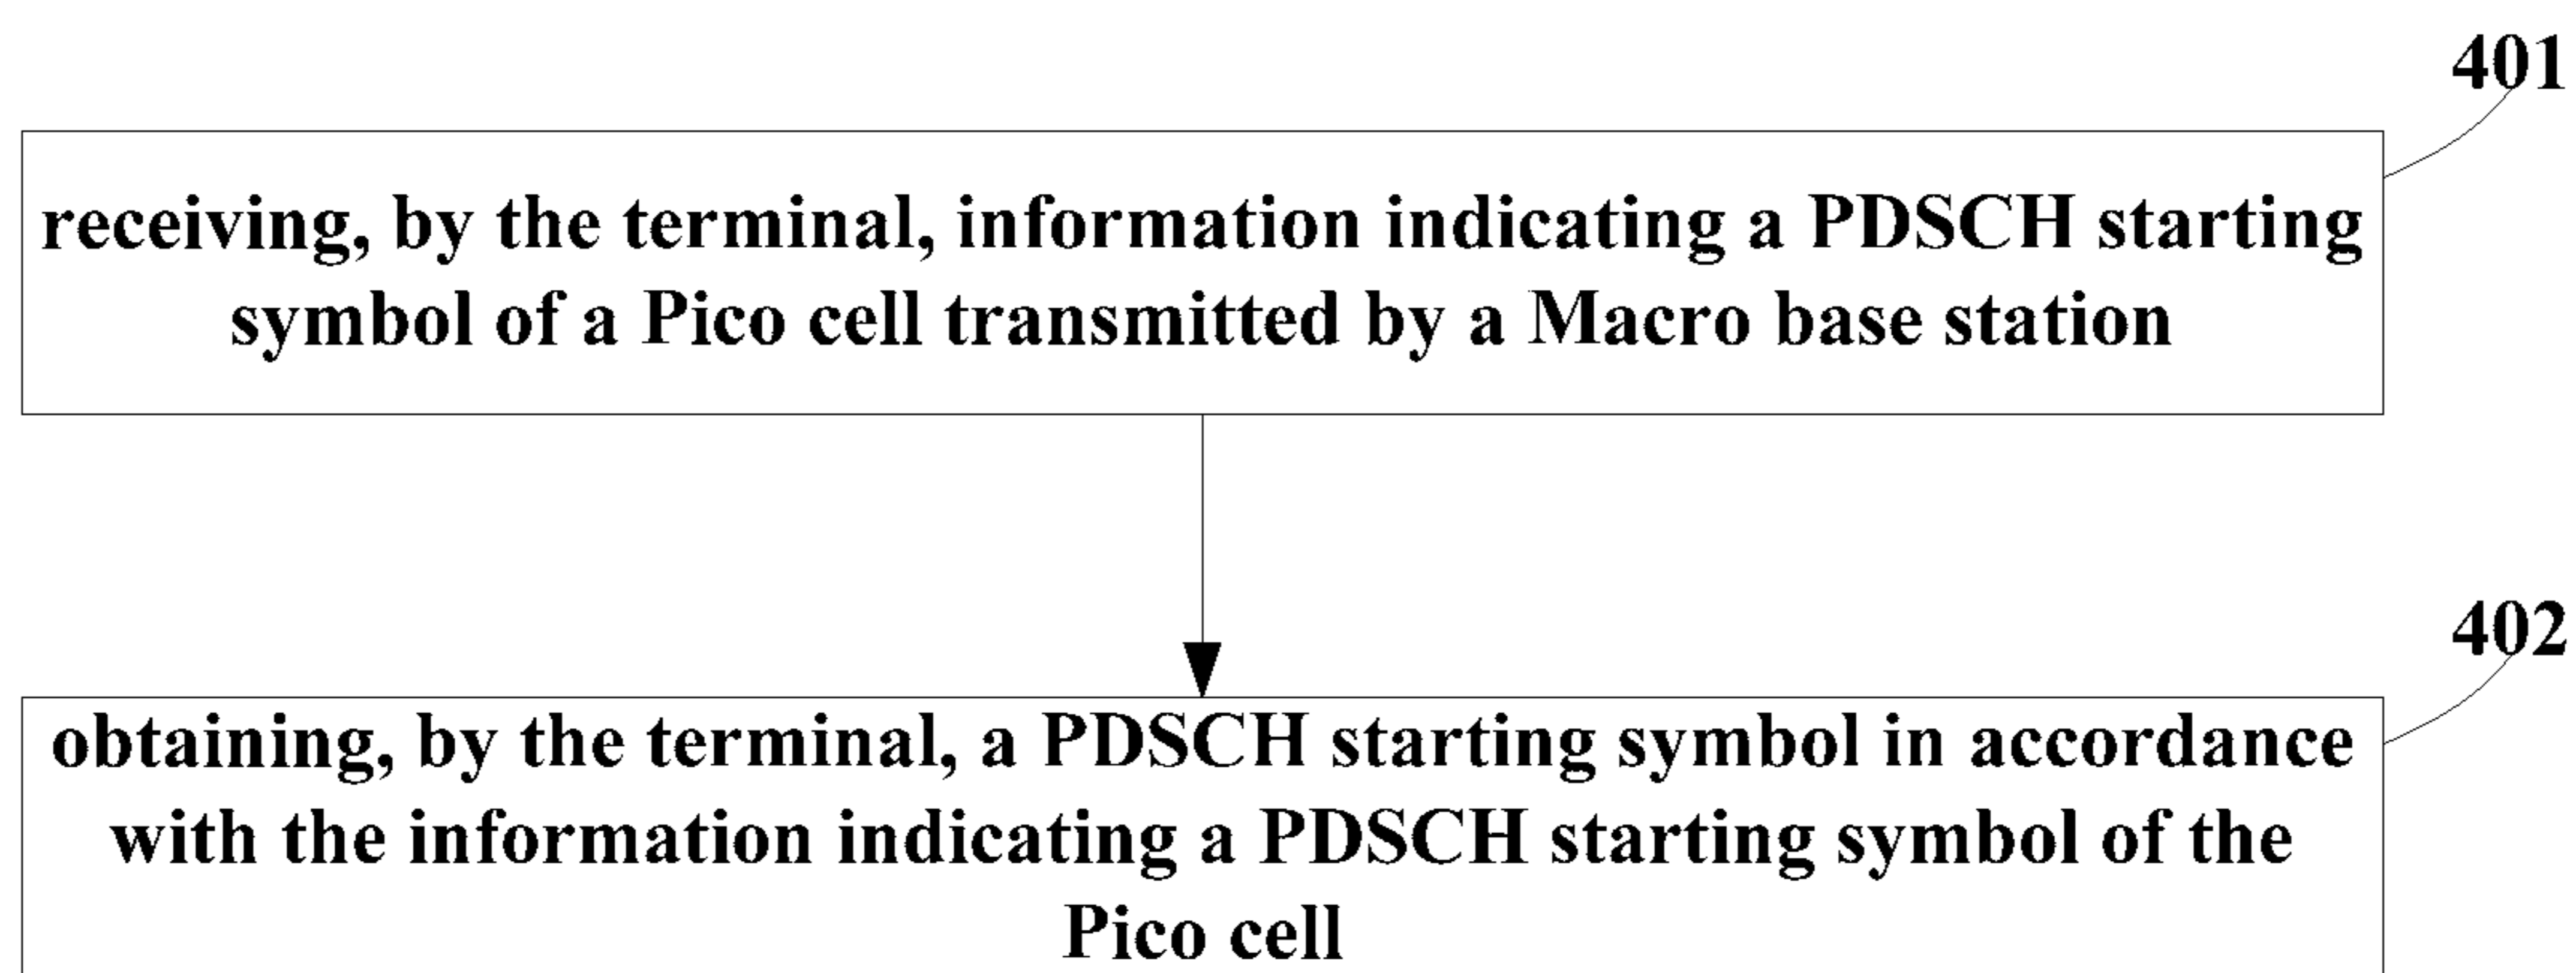 401
receiving, by the terminal, information indicating a PDSCH starting
symbol of a Pico cell transmitted by a Macro base station
402
obtaining, by the terminal, a PDSCH starting symbol in accordance
with the information indicating a PDSCH starting symbol of the
Pico cell